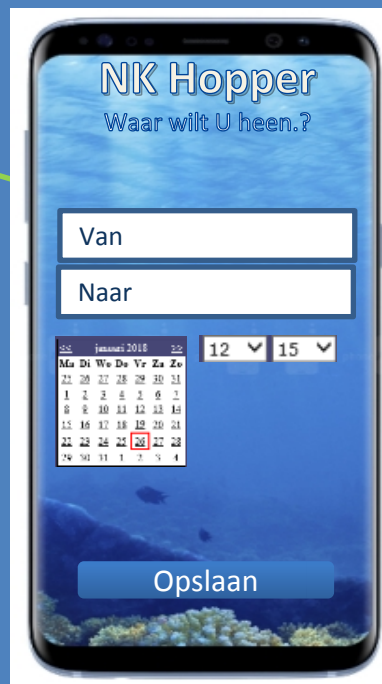 NK Hopper
Waar wilt U heen.?
Van
Naar
<< januari 2018 >>
12 15
Ma Di Wo Do Vr Za Zo
25 26 27 28 29 30 31
1 2 3 4 5 6 7
8 9 10 11 12 13 14
15 16 17 18 19 20 21
22 23 24 25 26 27 28
29 30 31 1 2 3 4
Opslaan